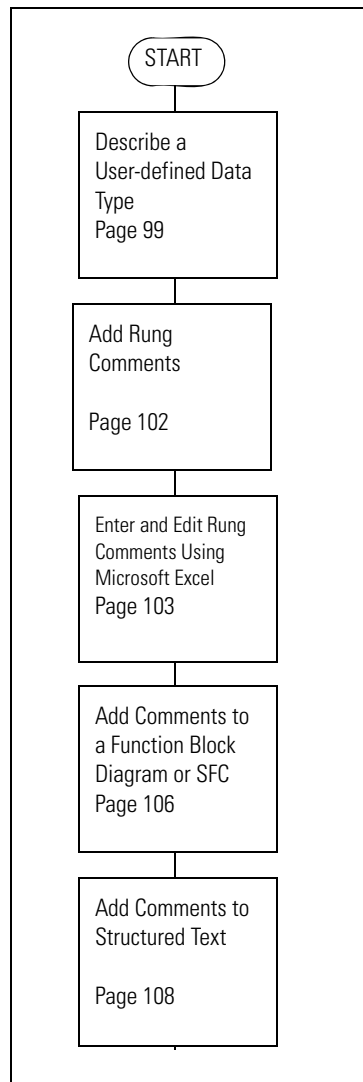 START
Describe a
User-defined Data
Type
Page 99
Add Rung
Comments
Page 102
Enter and Edit Rung
Comments Using
Microsoft Excel
Page 103
Add Comments to
a Function Block
Diagram or SFC
Page 106
Add Comments to
Structured Text
Page 108